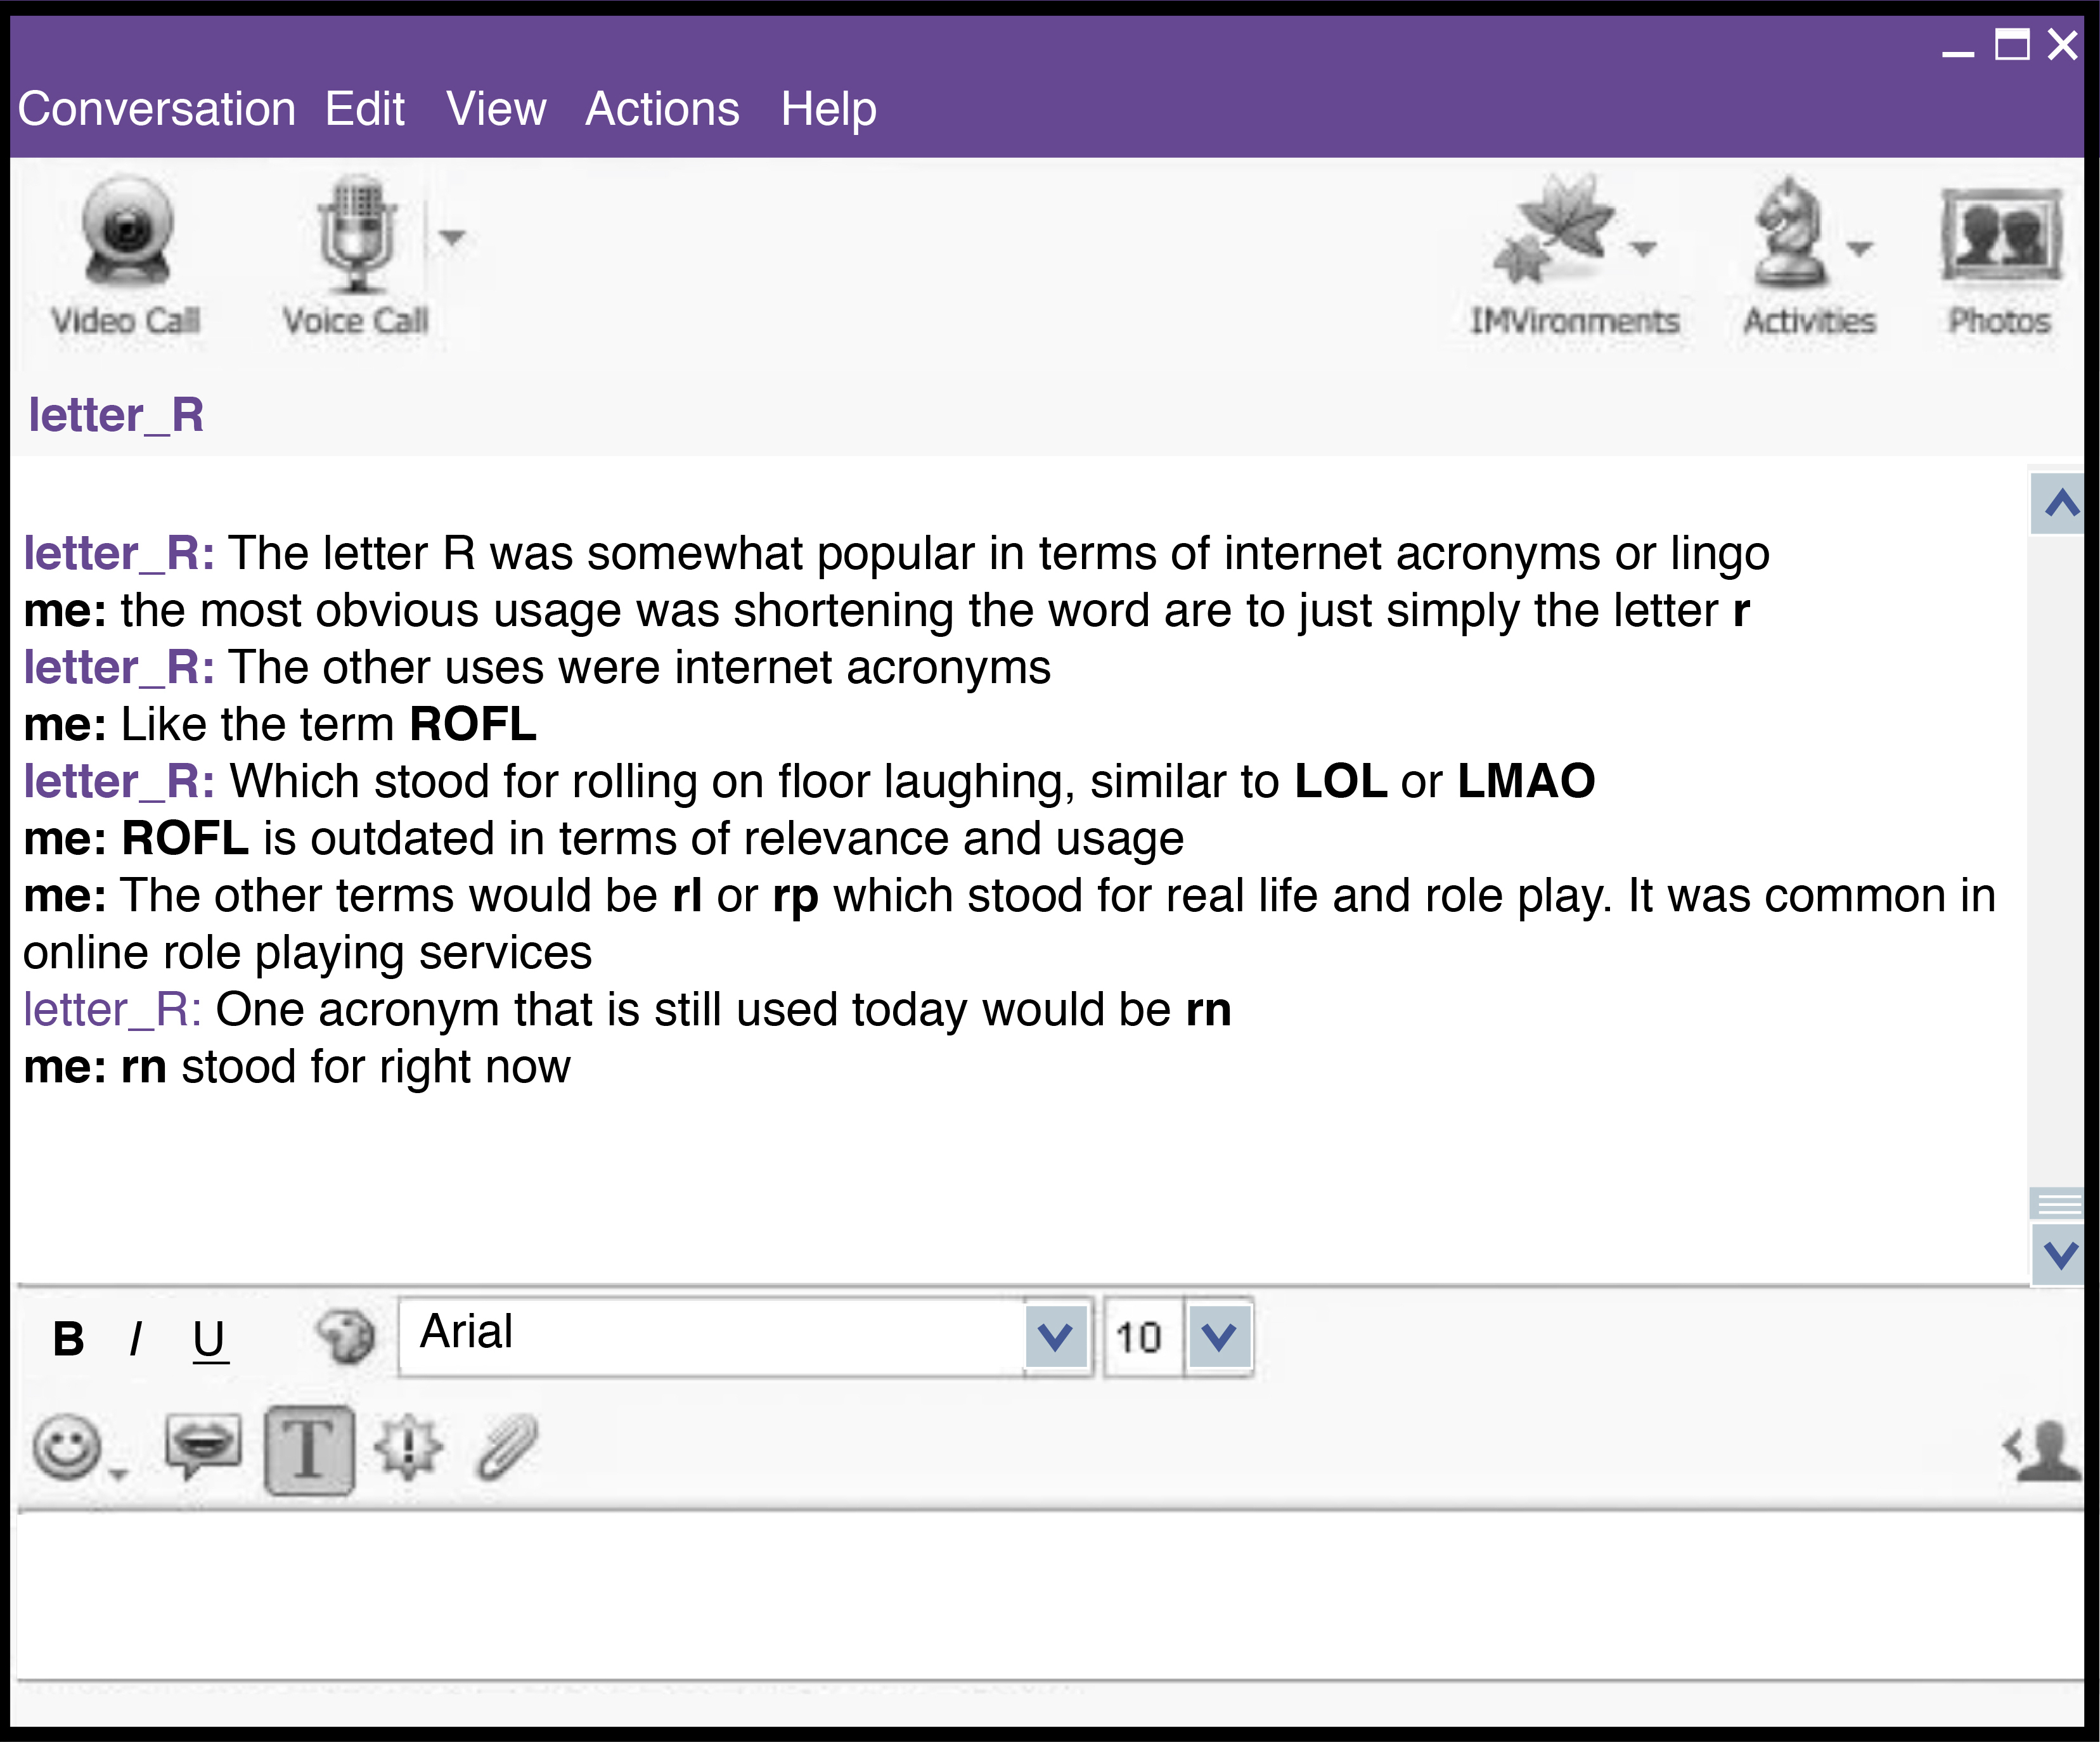 Conversation Edit View Actions Help
Video Call Voice Call IMVironments Activities Photos
letter_R
letter_R: The letter R was somewhat popular in terms of internet acronyms or lingo
me: the most obvious usage was shortening the word are to just simply the letter r
letter_R: The other uses were internet acronyms
me: Like the term ROFL
letter_R: Which stood for rolling on floor laughing, similar to LOL or LMAO
me: ROFL is outdated in terms of relevance and usage
me: The other terms would be rl or rp which stood for real life and role play. It was common in
online role playing services
letter_R: One acronym that is still used today would be rn
me: rn stood for right now
B I U Arial 10
T